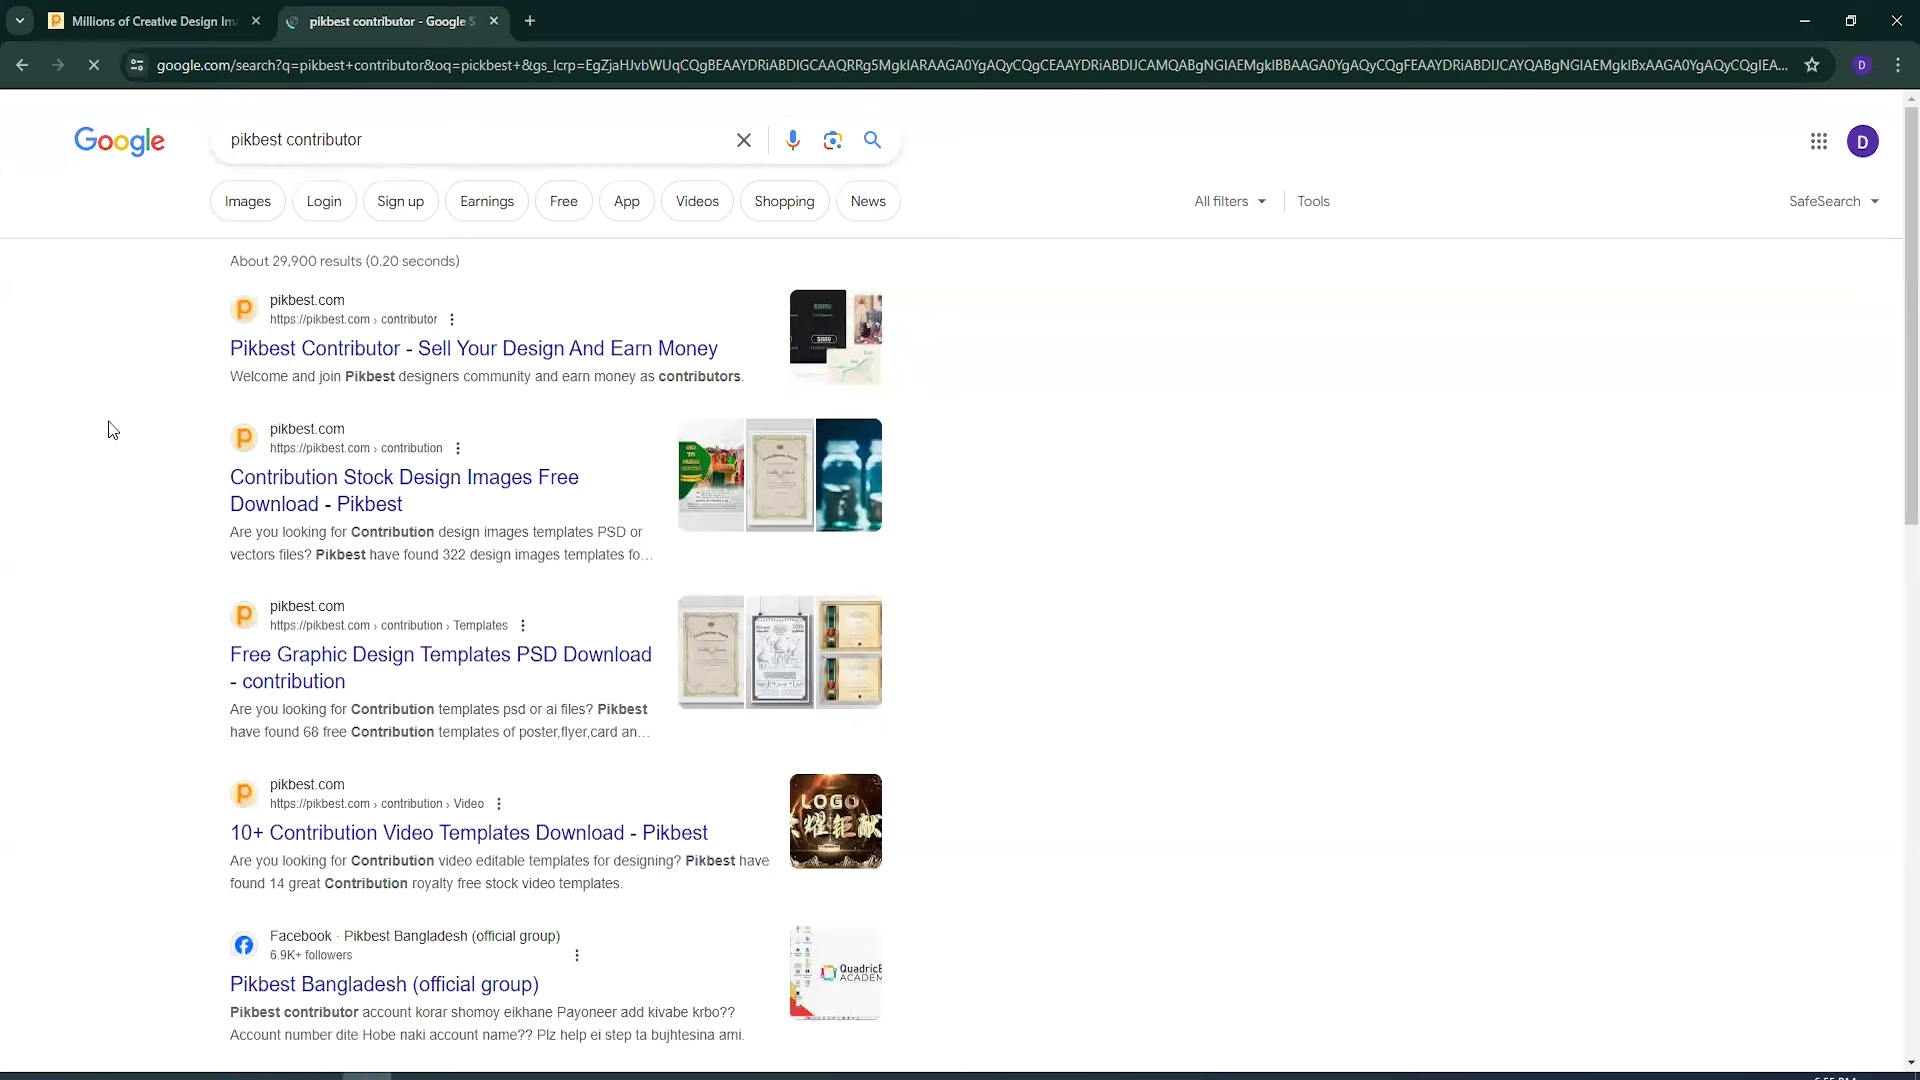 Millions of Creative Design Im
pikbest contributor - Google S
google.com/search?q=pikbest+contributor&oq=pickbest+&gs_lcrp=EgZjaHJvbWUqCQgBEAAYDRiABDIGCAAQRRg5MgkIARAAGA0YgAQyCQgCEAAYDRiABDIJCAMQABgNGIAEMgkIBBAAGA0YgAQyCQgFEAAYDRiABDIJCAYQABgNGIAEMgkIBxAAGA0YgAQyCQgIEA...
D
Google
pikbest contributor
D
Images
Login
Sign up
Earnings
Free
App
Videos
Shopping
News
All filters
Tools
SafeSearch
About 29,900 results (0.20 seconds)
pikbest.com
https://pikbest.com › contributor
Pikbest Contributor - Sell Your Design And Earn Money
Welcome and join Pikbest designers community and earn money as contributors.
pikbest.com
https://pikbest.com › contribution
Contribution Stock Design Images Free
Download - Pikbest
Are you looking for Contribution design images templates PSD or
vectors files? Pikbest have found 322 design images templates fo...
pikbest.com
https://pikbest.com › contribution › Templates
Free Graphic Design Templates PSD Download
- contribution
Are you looking for Contribution templates psd or ai files? Pikbest
have found 68 free Contribution templates of poster,flyer,card an...
pikbest.com
https://pikbest.com › contribution › Video
10+ Contribution Video Templates Download - Pikbest
Are you looking for Contribution video editable templates for designing? Pikbest have
found 14 great Contribution royalty free stock video templates.
LOGO
Facebook · Pikbest Bangladesh (official group)
6.9K+ followers
Pikbest Bangladesh (official group)
Pikbest contributor account korar shomoy eikhane Payoneer add kivabe krbo??
Account number dite Hobe naki account name?? Plz help ei step ta bujhtesina ami.
QuadricE
ACADEM